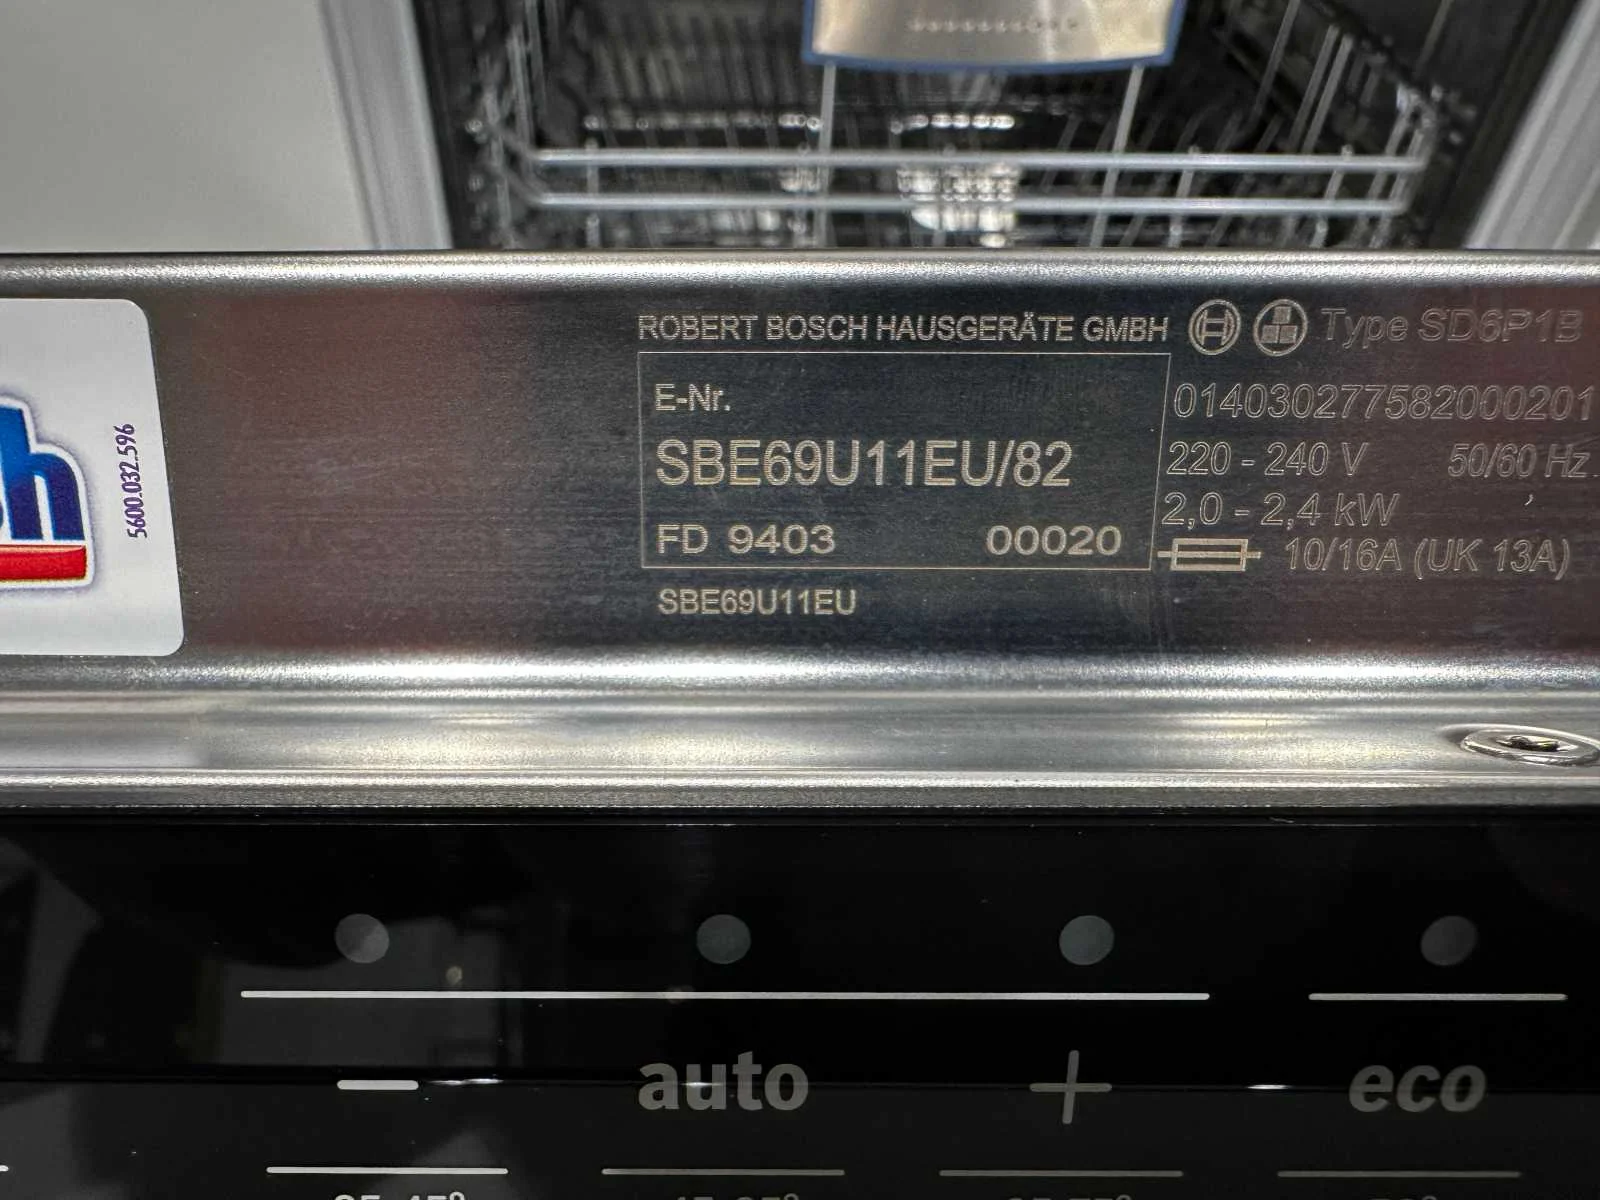 ROBERT BOSCH HAUSGERÄTE GMBH Type SD6P1B
E-Nr.
SBE69U11EU/82
FD 9403 00020
SBE69U11EU
014030277582000201
220 - 240 V 50/60 Hz
2,0 - 2,4 kW
10/16A (UK 13A)
5600.032.596
auto + eco